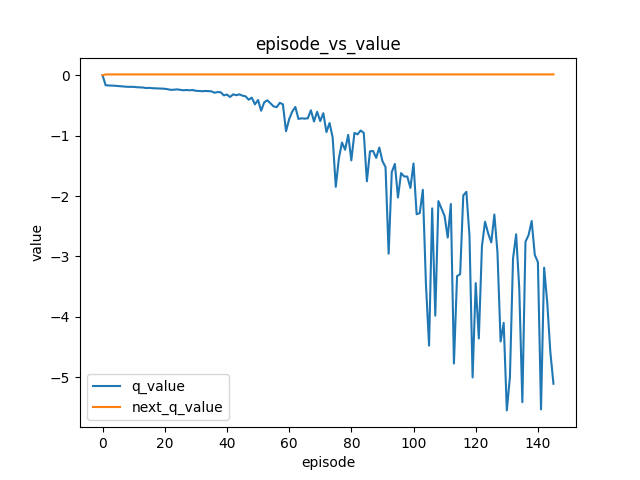 episode_vs_value
value
0
−1
−2
−3
−4
−5
q_value
next_q_value
0 20 40 60 80 100 120 140
episode